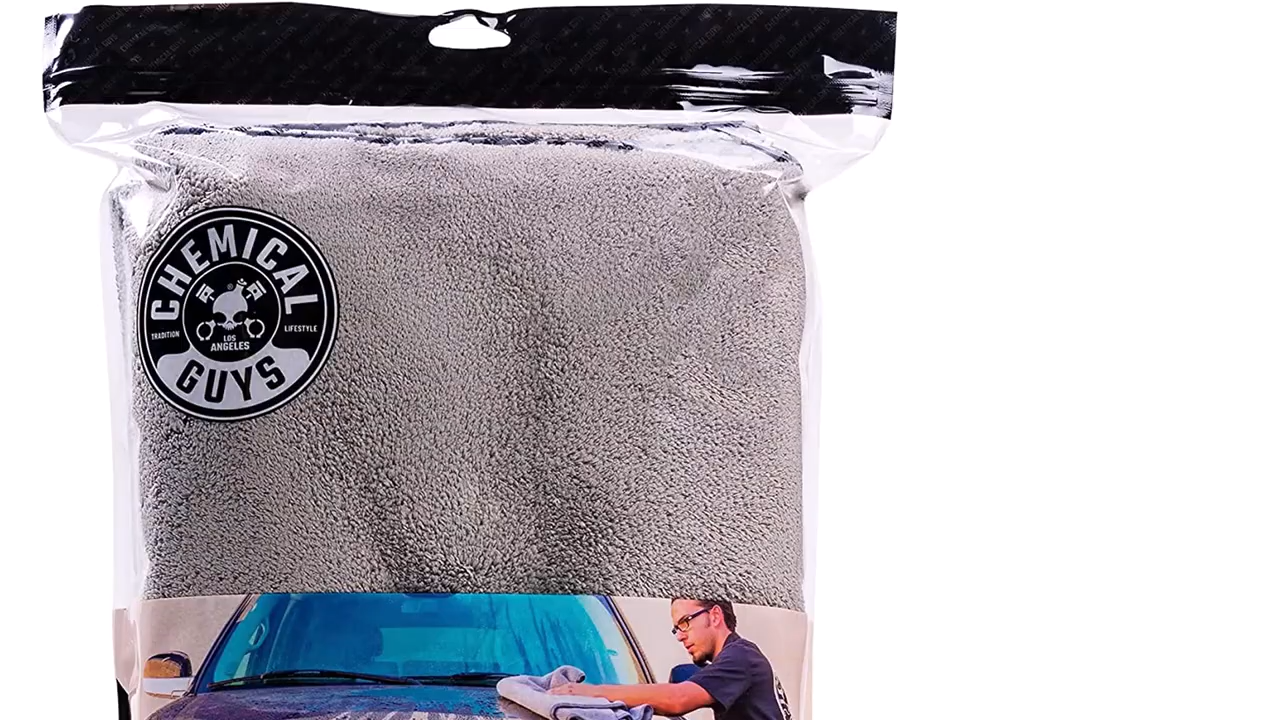 CHEMICAL
TRADITION
LIFESTYLE
LOS
ANGELES
GUYS